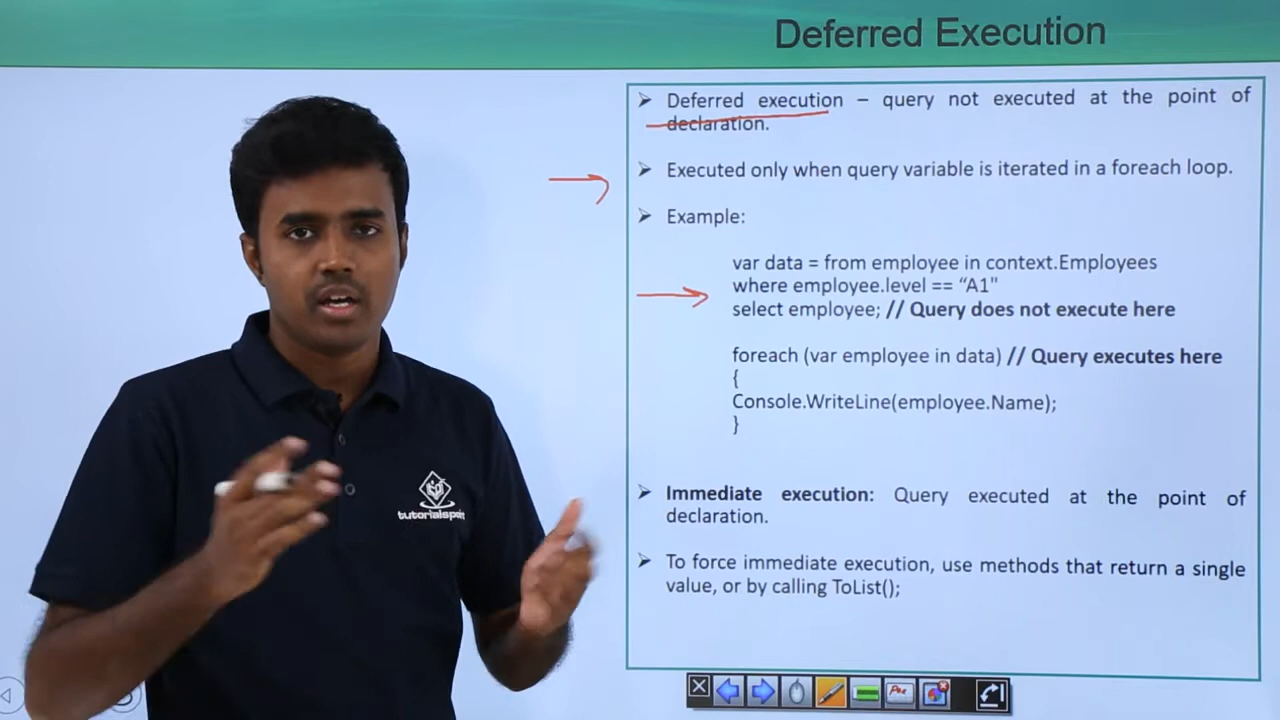 Deferred Execution
Deferred execution – query not executed at the point of
declaration.
Executed only when query variable is iterated in a foreach loop.
Example:
var data = from employee in context.Employees
where employee.level == “A1"
select employee; // Query does not execute here
foreach (var employee in data) // Query executes here
{
Console.WriteLine(employee.Name);
}
Immediate execution: Query executed at the point of
declaration.
To force immediate execution, use methods that return a single
value, or by calling ToList();
tutorialspoint